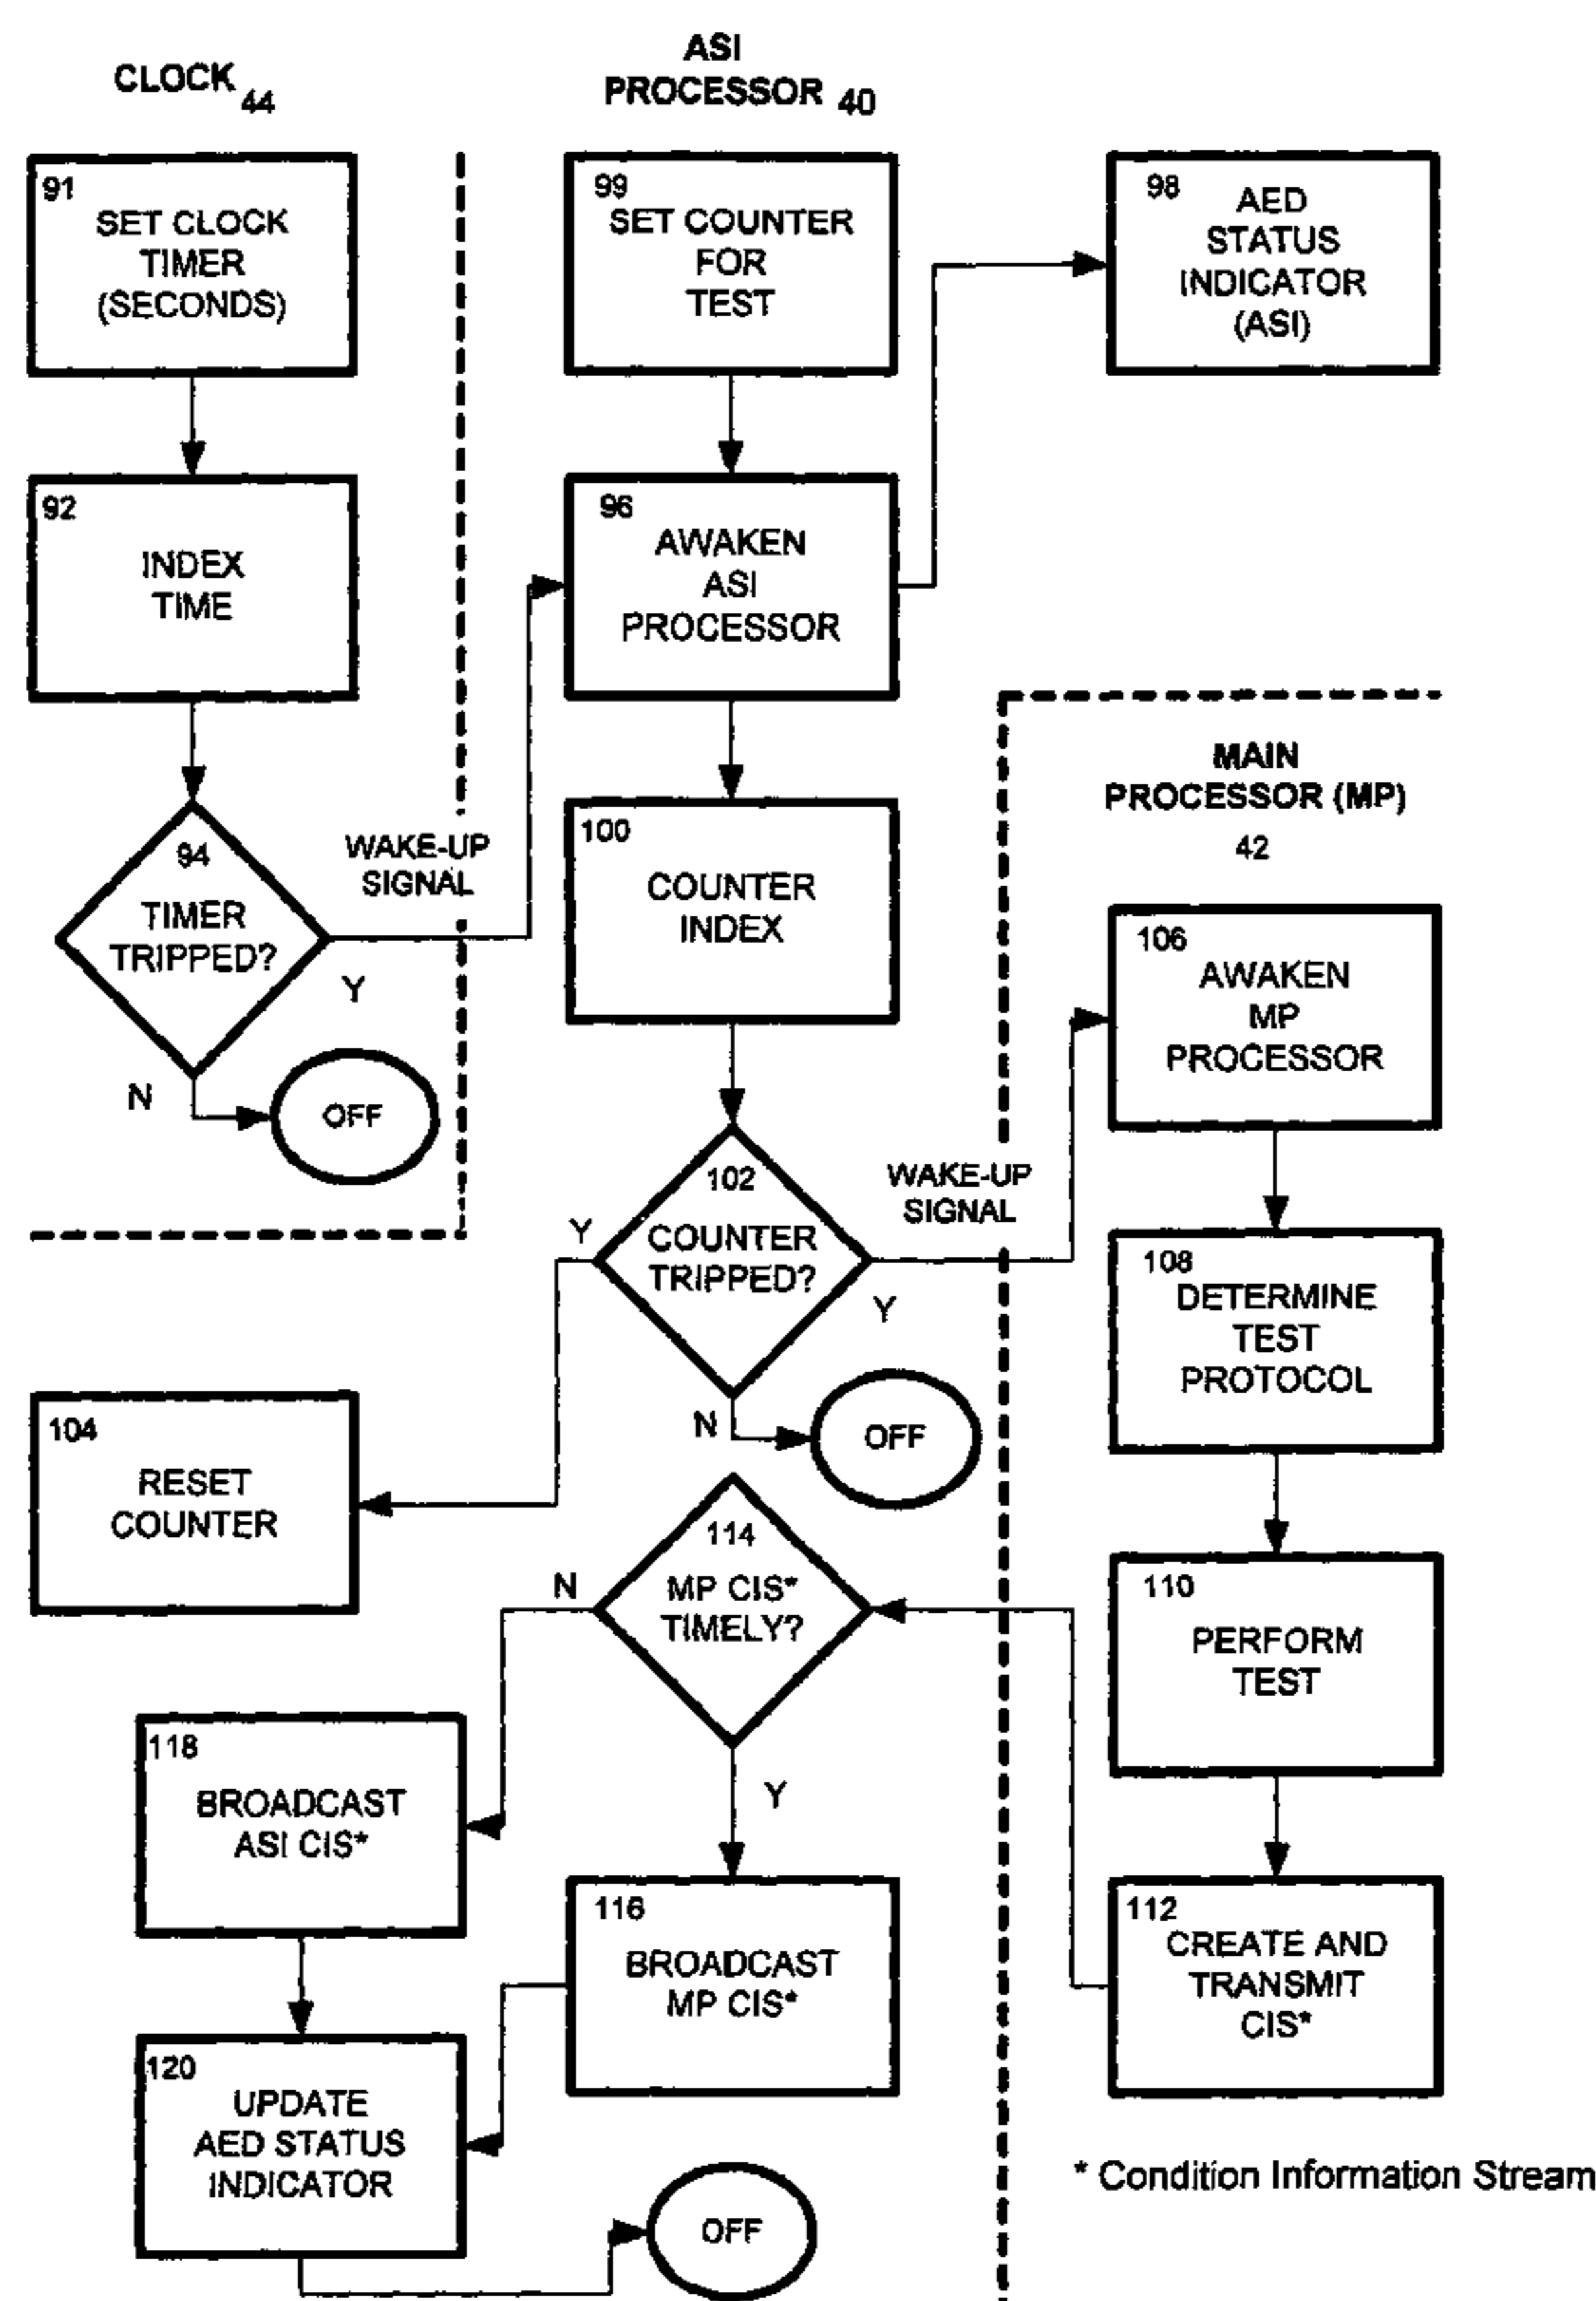 CLOCK 44
91
SET CLOCK
TIMER
(SECONDS)
92
INDEX
TIME
94
TIMER
TRIPPED?
Y
N
OFF
WAKE-UP
SIGNAL
ASI
PROCESSOR 40
99
SET COUNTER
FOR
TEST
96
AWAKEN
ASI
PROCESSOR
98
AED
STATUS
INDICATOR
(ASI)
100
COUNTER
INDEX
102
COUNTER
TRIPPED?
Y
Y
N
OFF
WAKE-UP
SIGNAL
104
RESET
COUNTER
MAIN
PROCESSOR (MP)
42
106
AWAKEN
MP
PROCESSOR
108
DETERMINE
TEST
PROTOCOL
110
PERFORM
TEST
112
CREATE AND
TRANSMIT
CIS*
114
MP CIS*
TIMELY?
N
Y
118
BROADCAST
ASI CIS*
116
BROADCAST
MP CIS*
120
UPDATE
AED STATUS
INDICATOR
OFF
* Condition Information Stream